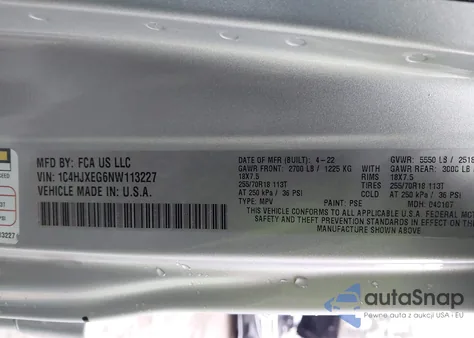 MFD BY: FCA US LLC
VIN: 1C4HJXEG6NW113227
VEHICLE MADE IN: U.S.A.
DATE OF MFR (BUILT): 4-22
GVWR: 5550 LB / 2518
GAWR FRONT: 2700 LB / 1225 KG WITH
GAWR REAR: 3000 LB
18X7.5 RIMS 18X7.5
255/70R18 113T TIRES 255/70R18 113T
AT 250 kPa / 36 PSI COLD AT 250 kPa / 36 PSI
TYPE: MPV PAINT: PSE MDH:
THIS VEHICLE CONFORMS TO ALL APPLICABLE U.S.A. FEDERAL MOTOR
SAFETY AND THEFT PREVENTION STANDARDS IN EFFECT ON
MANUFACTURE SHOWN ABOVE
PSI
13227
autoSnap
Pewne auta z aukcji USA i EU